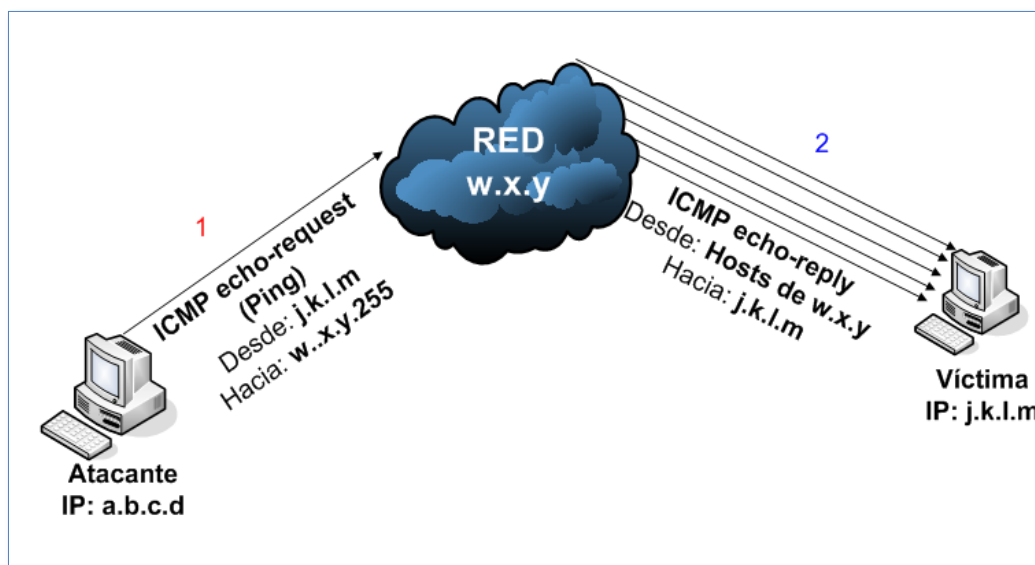 RED
w.x.y
1
ICMP echo-request
(Ping)
Desde: j.k.l.m
Hacia: w..x.y.255
2
ICMP echo-reply
Desde: Hosts de w.x.y
Hacia: j.k.l.m
Atacante
IP: a.b.c.d
Víctima
IP: j.k.l.m